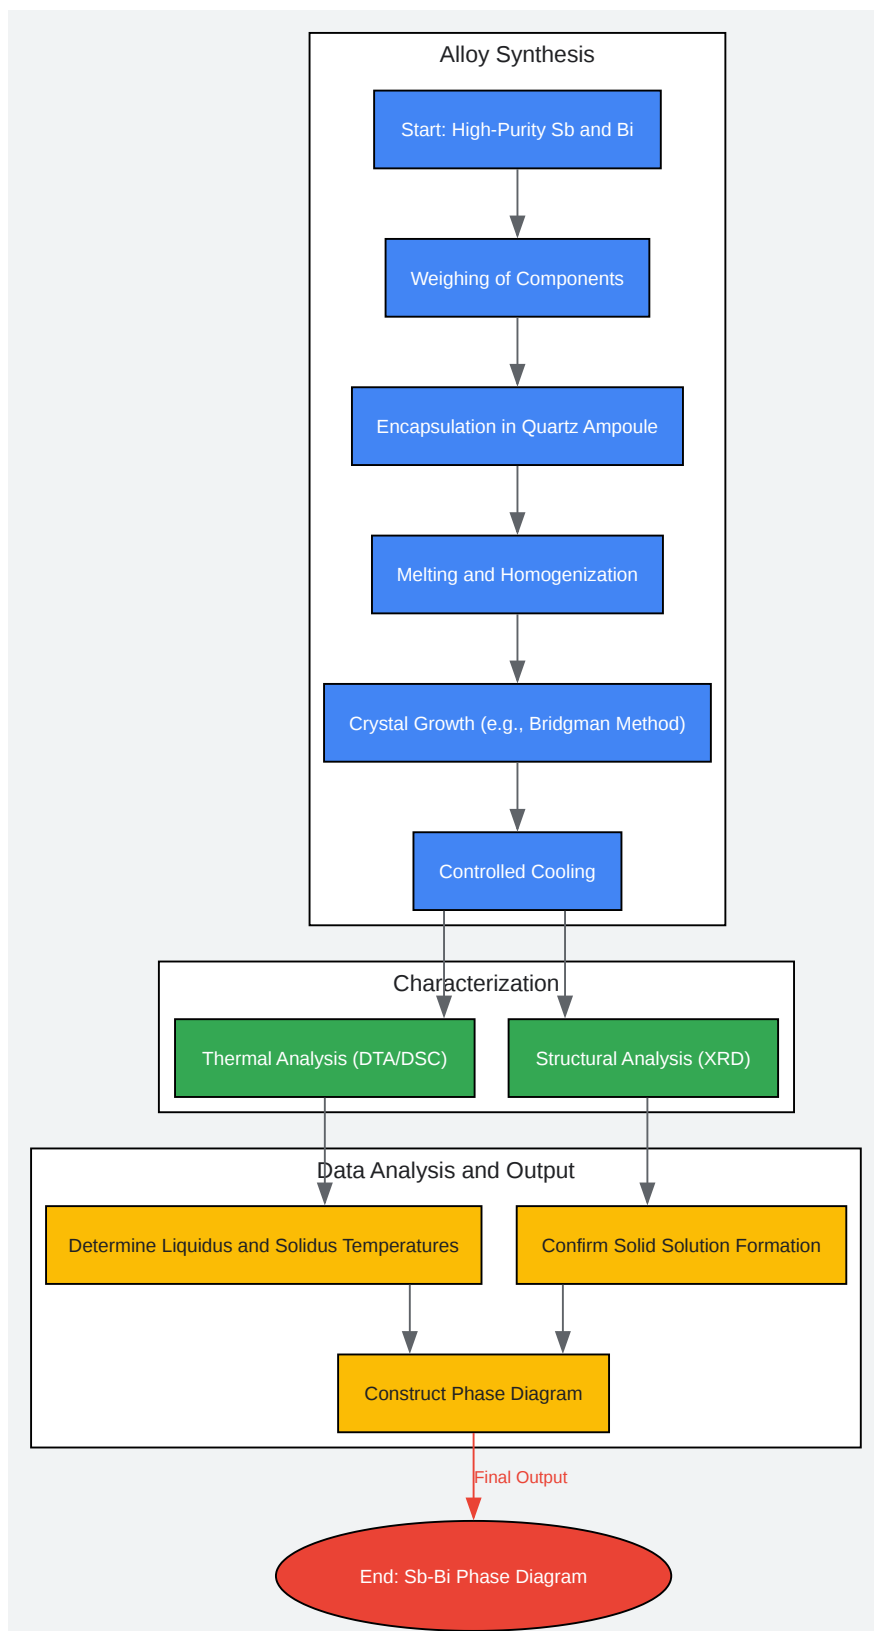 Alloy Synthesis
Start: High-Purity Sb and Bi
Weighing of Components
Encapsulation in Quartz Ampoule
Melting and Homogenization
Crystal Growth (e.g., Bridgman Method)
Controlled Cooling
Characterization
Thermal Analysis (DTA/DSC)
Structural Analysis (XRD)
Data Analysis and Output
Determine Liquidus and Solidus Temperatures
Confirm Solid Solution Formation
Construct Phase Diagram
Final Output
End: Sb-Bi Phase Diagram